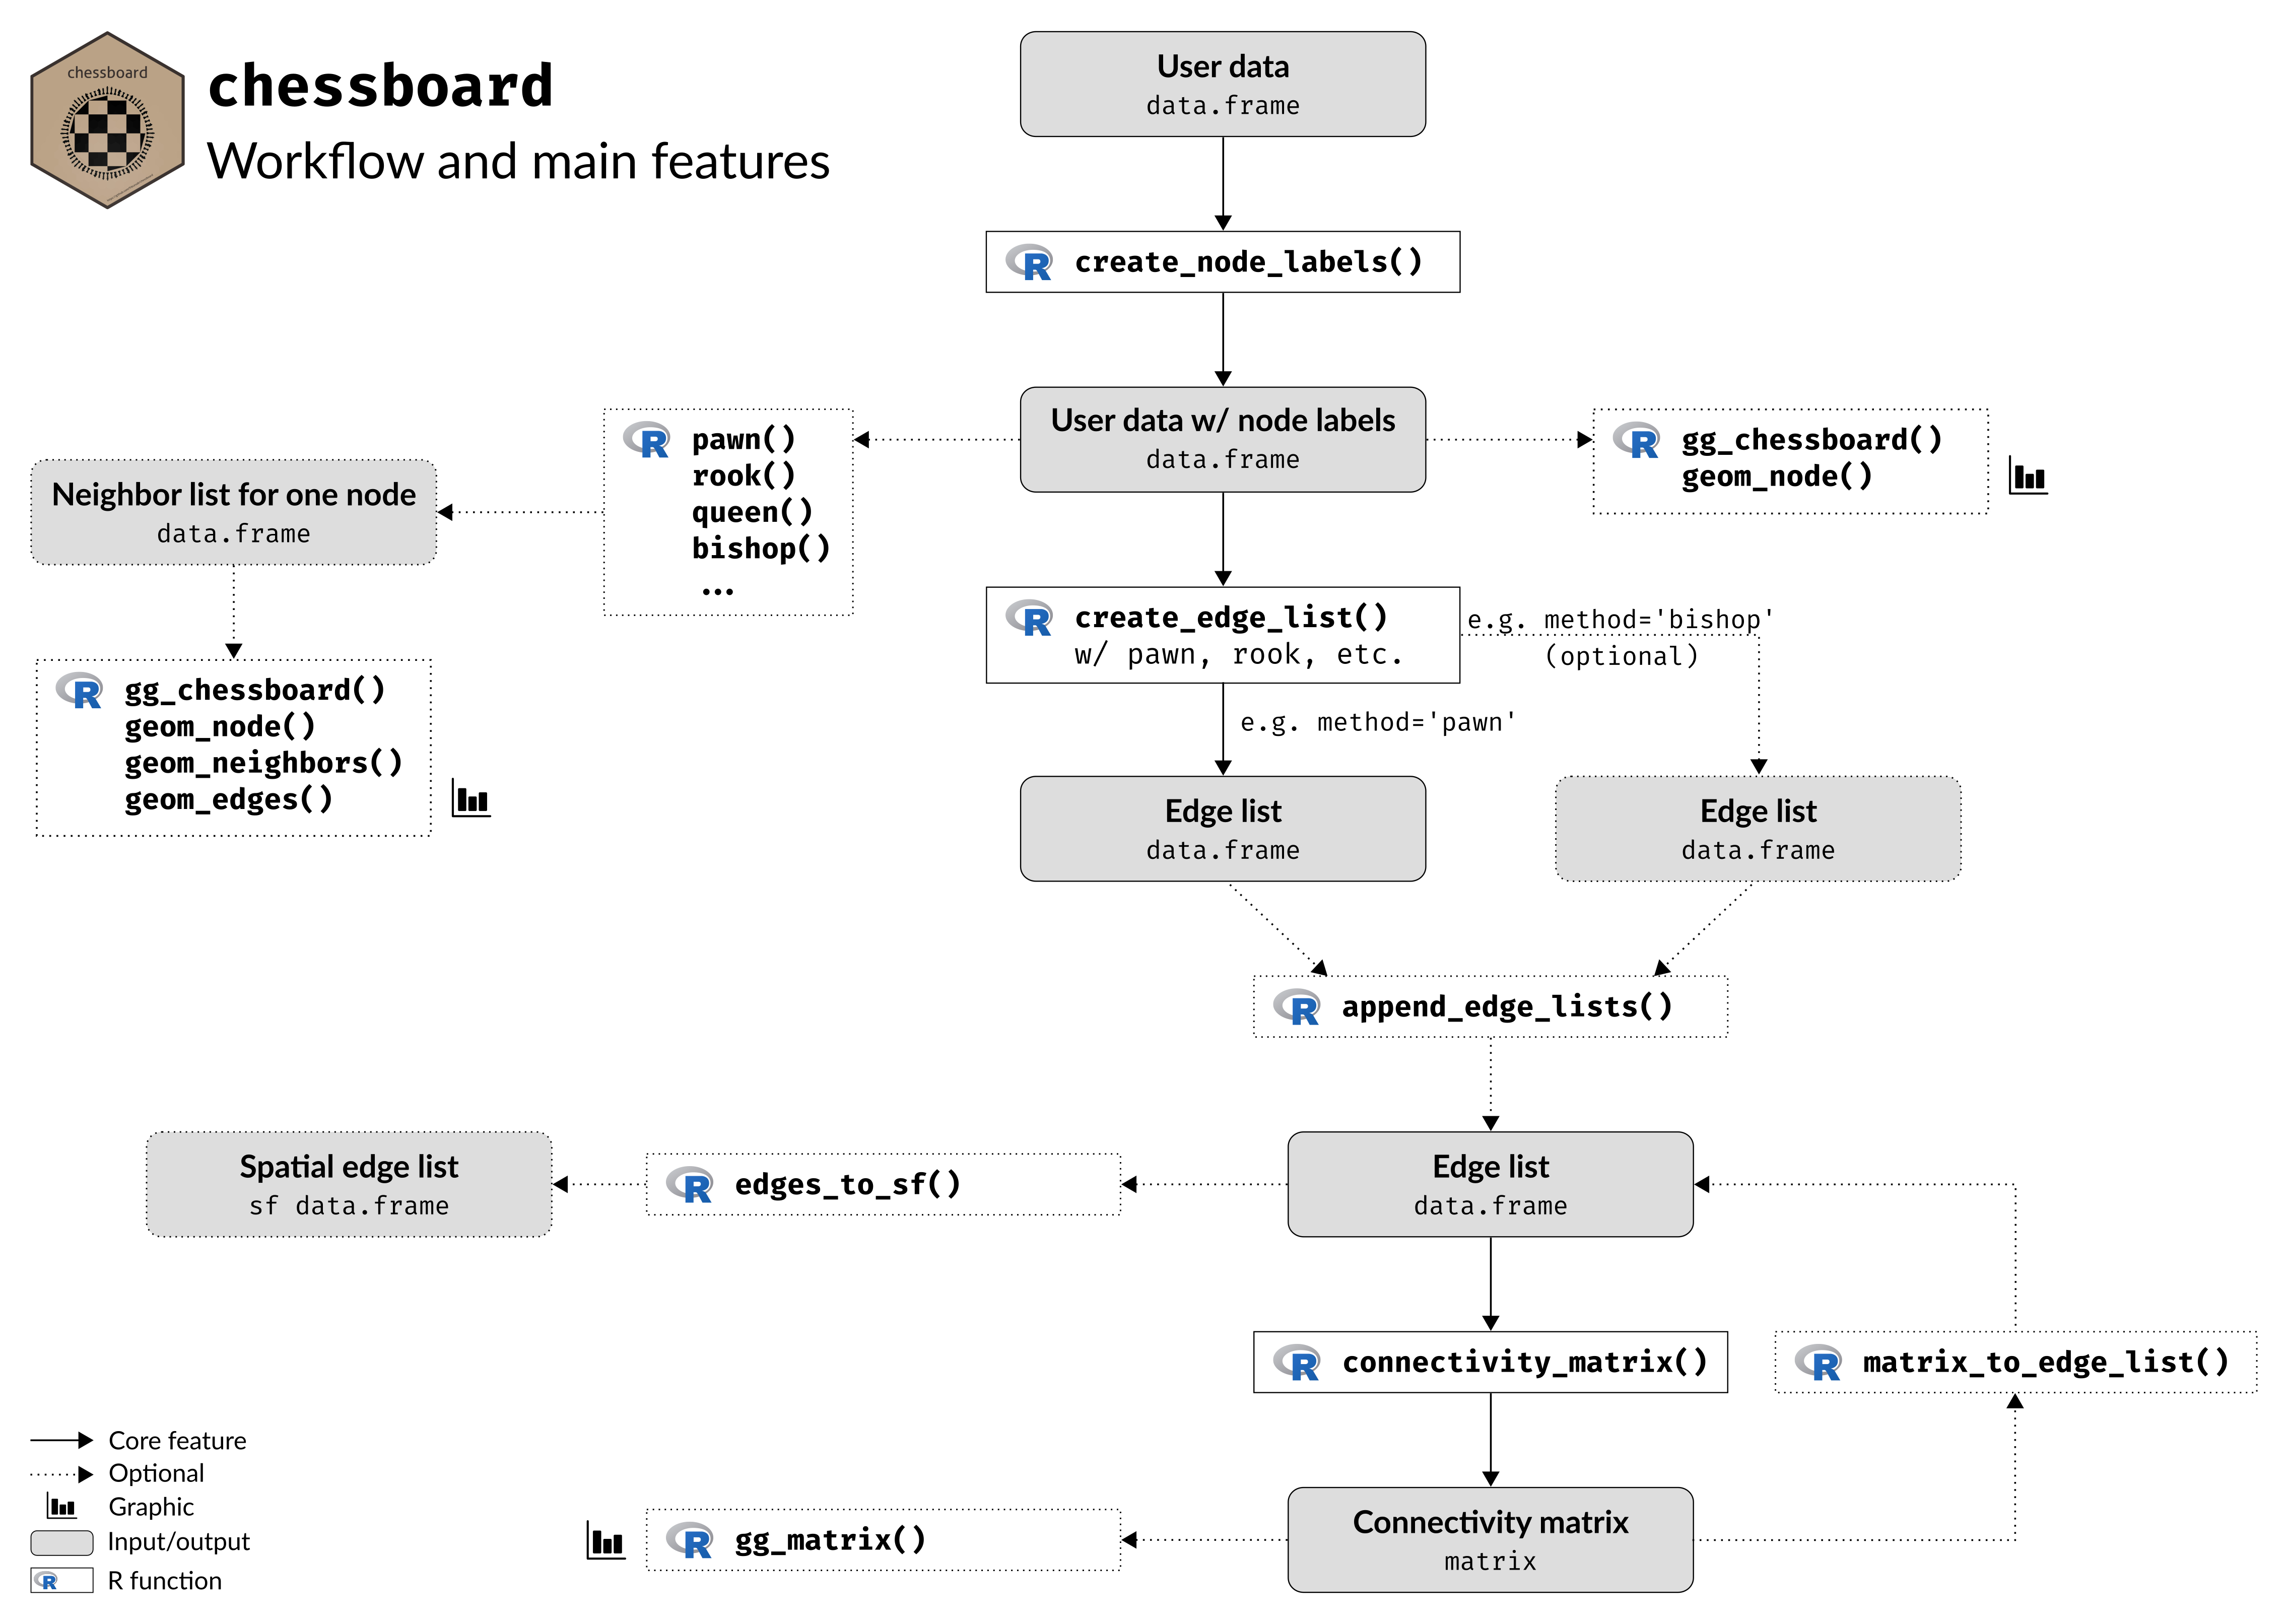 chessboard
chessboard
Workflow and main features
User data
data.frame
create_node_labels()
User data w/ node labels
data.frame
pawn()
rook()
queen()
bishop()
...
gg_chessboard()
geom_node()
Neighbor list for one node
data.frame
gg_chessboard()
geom_node()
geom_neighbors()
geom_edges()
create_edge_list()
w/ pawn, rook, etc.
e.g. method='bishop'
(optional)
e.g. method='pawn'
Edge list
data.frame
Edge list
data.frame
append_edge_lists()
Edge list
data.frame
edges_to_sf()
Spatial edge list
sf data.frame
connectivity_matrix()
matrix_to_edge_list()
Connectivity matrix
matrix
gg_matrix()
Core feature
Optional
Graphic
Input/output
R function